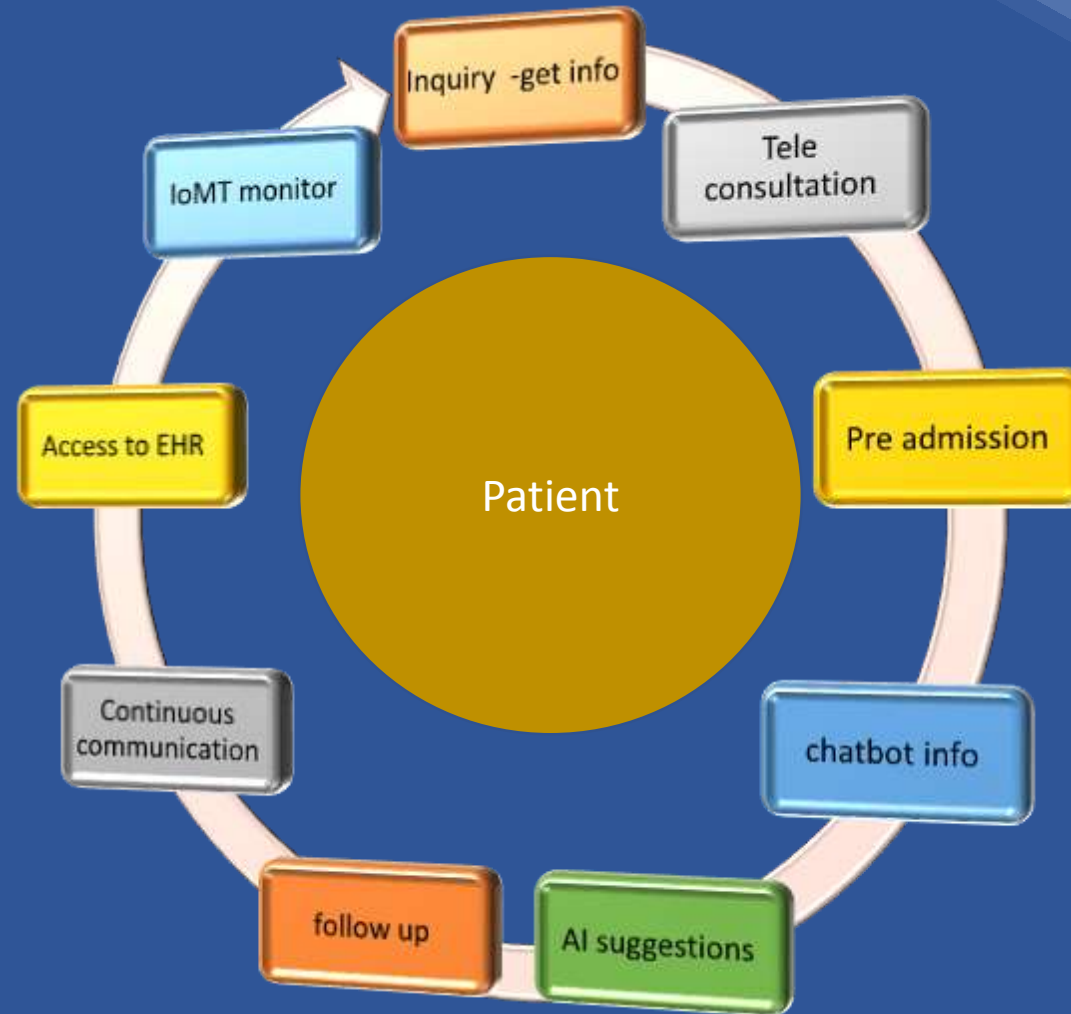 Inquiry -get info
Tele
consultation
Pre admission
chatbot info
AI suggestions
follow up
Continuous
communication
Access to EHR
IoMT monitor
Patient